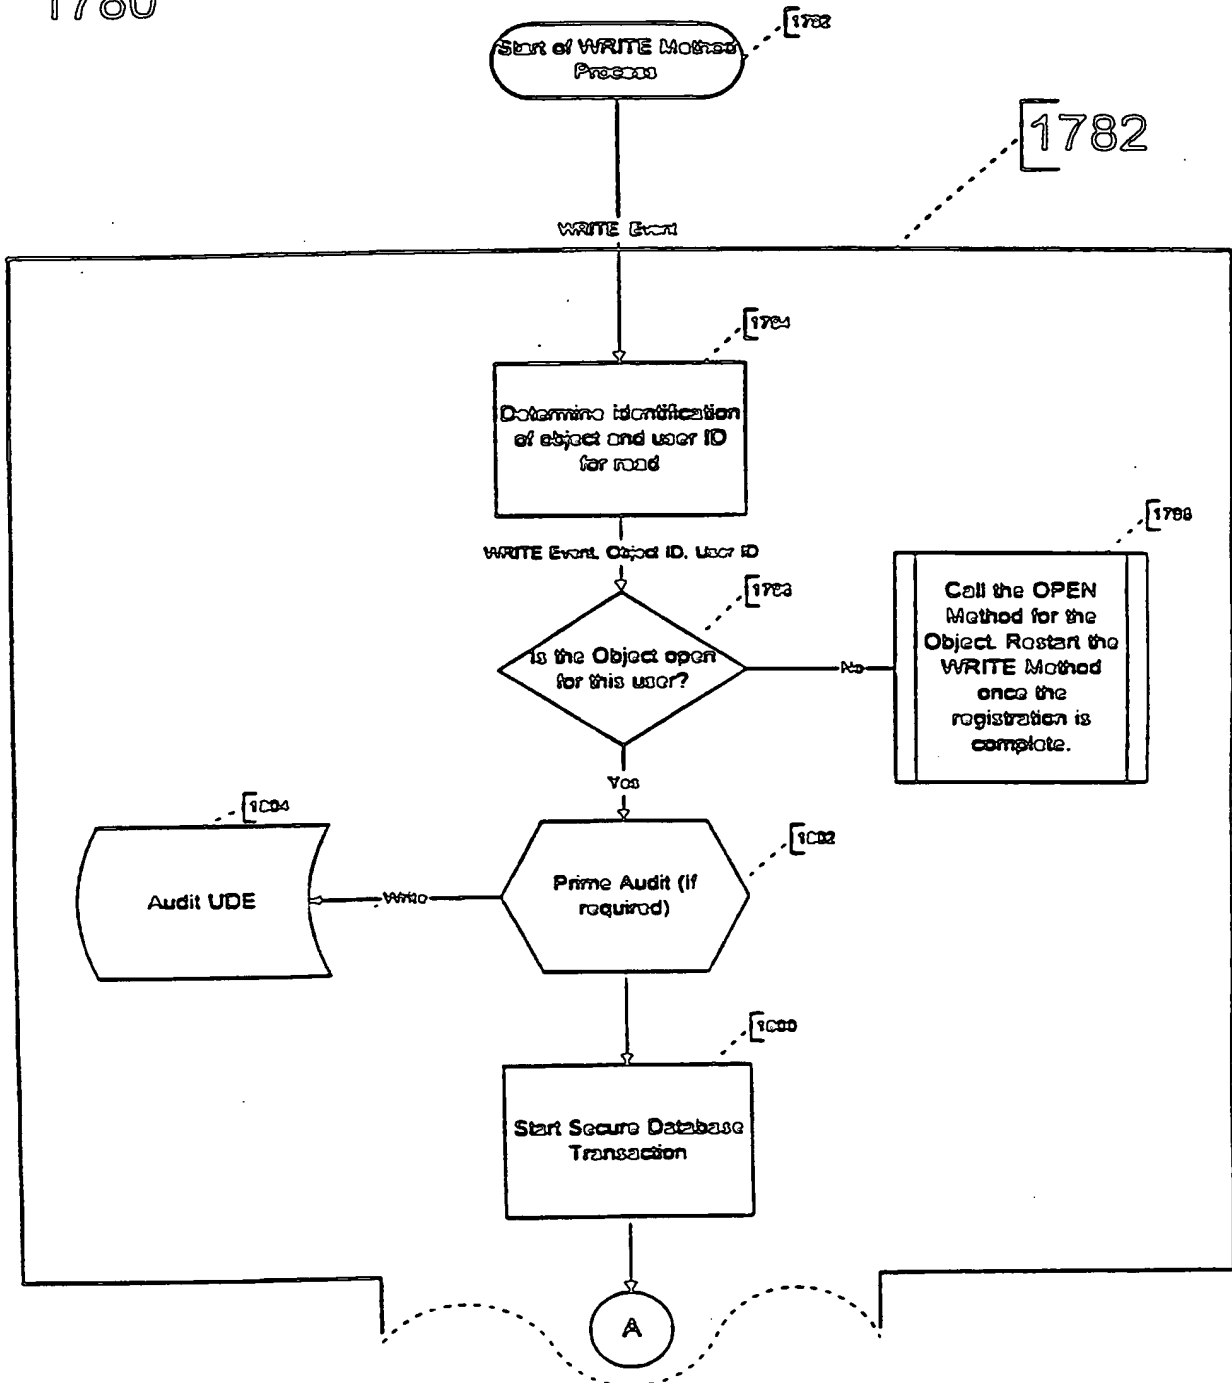 1780
Start of WRITE Method
Process
1782
WRITE Event
1784
Determine identification
of object and user ID
for read
WRITE Event, Object ID, User ID
Is the Object open
for this user?
No
Call the OPEN
Method for the
Object. Restart the
WRITE Method
once the
registration is
complete.
Yes
Audit UDE
Write
Prime Audit (if
required)
Start Secure Database
Transaction
A